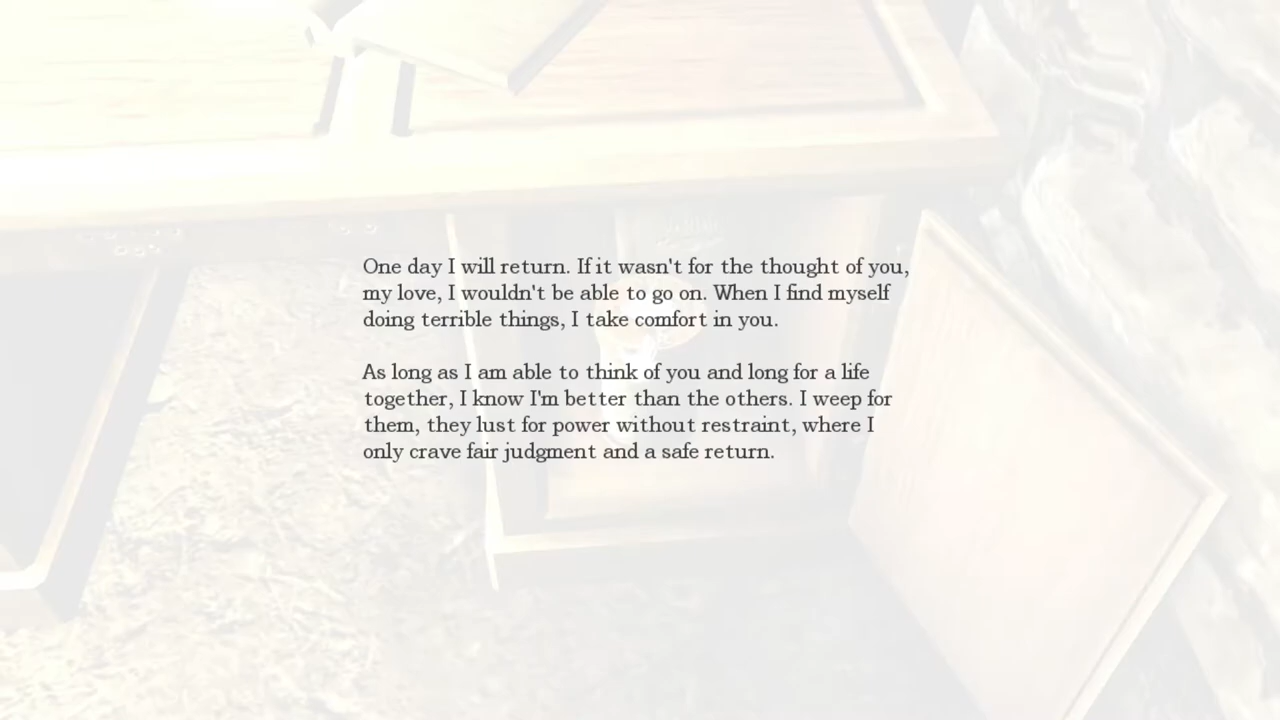 One day I will return. If it wasn't for the thought of you,
my love, I wouldn't be able to go on. When I find myself
doing terrible things, I take comfort in you.
As long as I am able to think of you and long for a life
together, I know I'm better than the others. I weep for
them, they lust for power without restraint, where I
only crave fair judgment and a safe return.